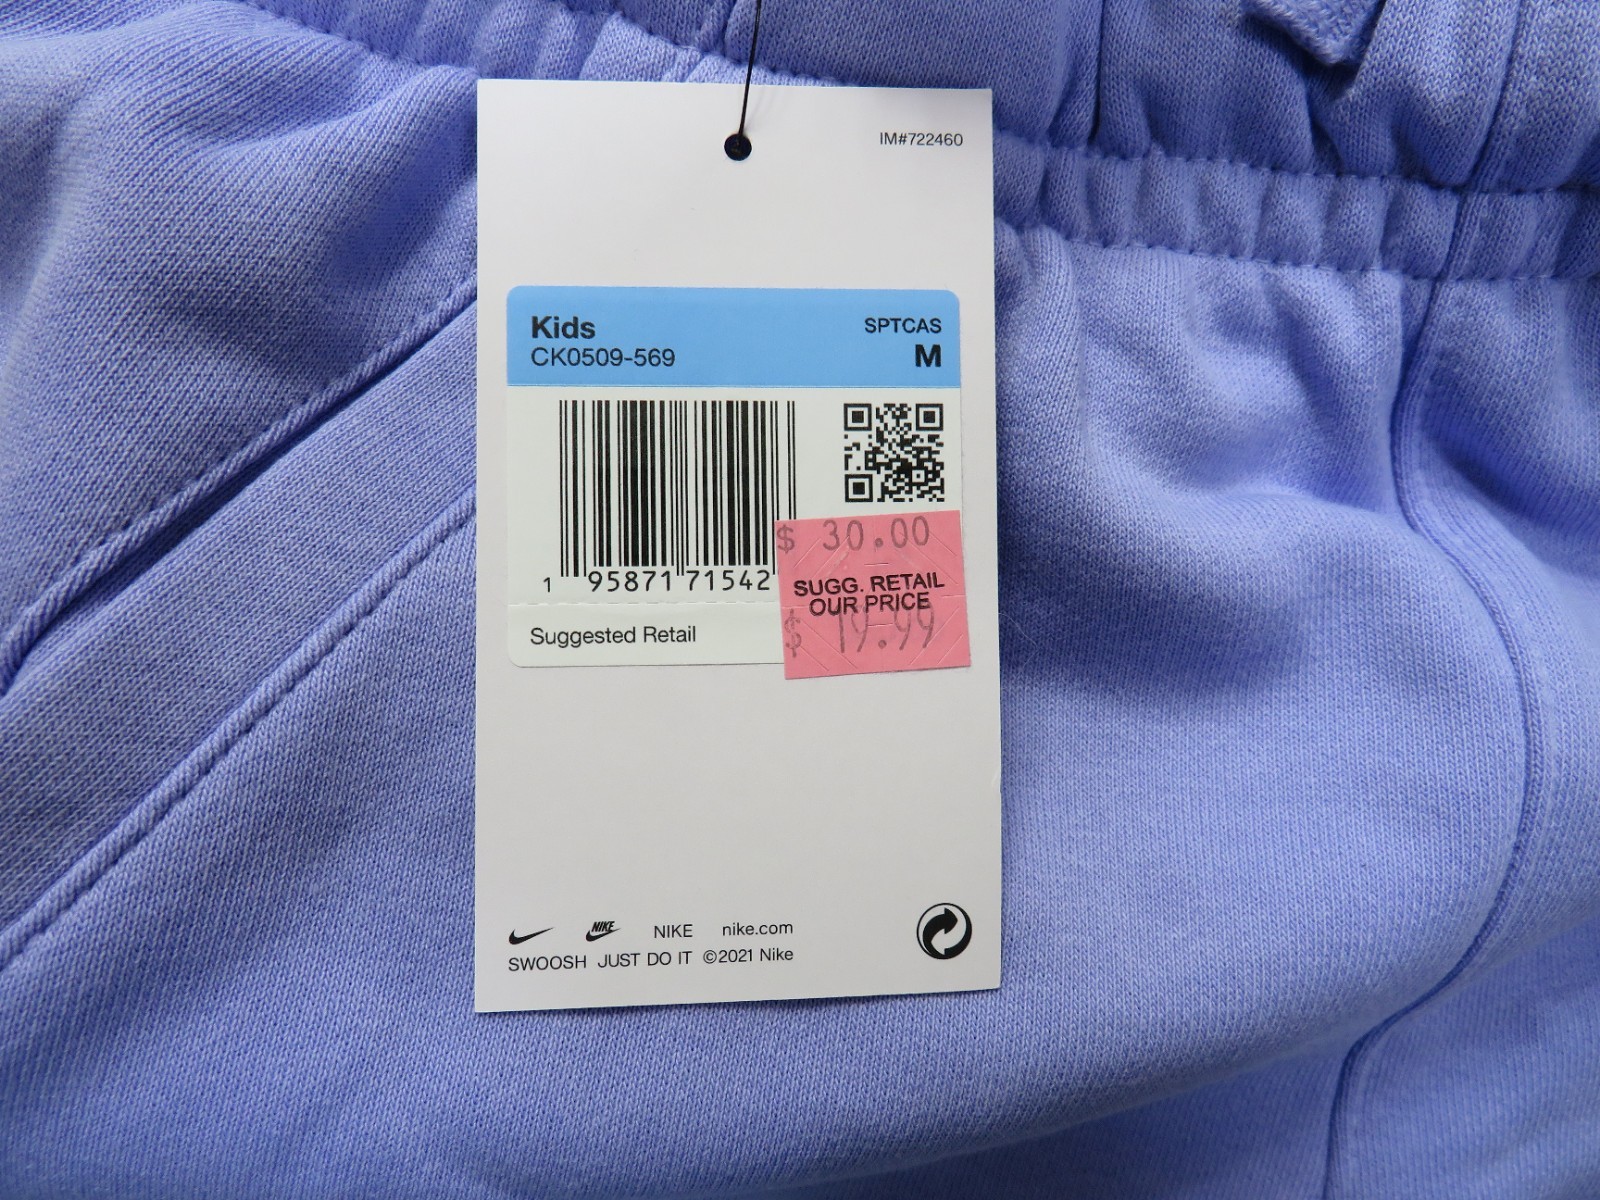 IM#722460
Kids
SPTCAS
CK0509-569
M
1 95871 71542
$ 30.00
SUGG. RETAIL
OUR PRICE
$ 19.99
Suggested Retail
NIKE NIKE nike.com
SWOOSH JUST DO IT ©2021 Nike